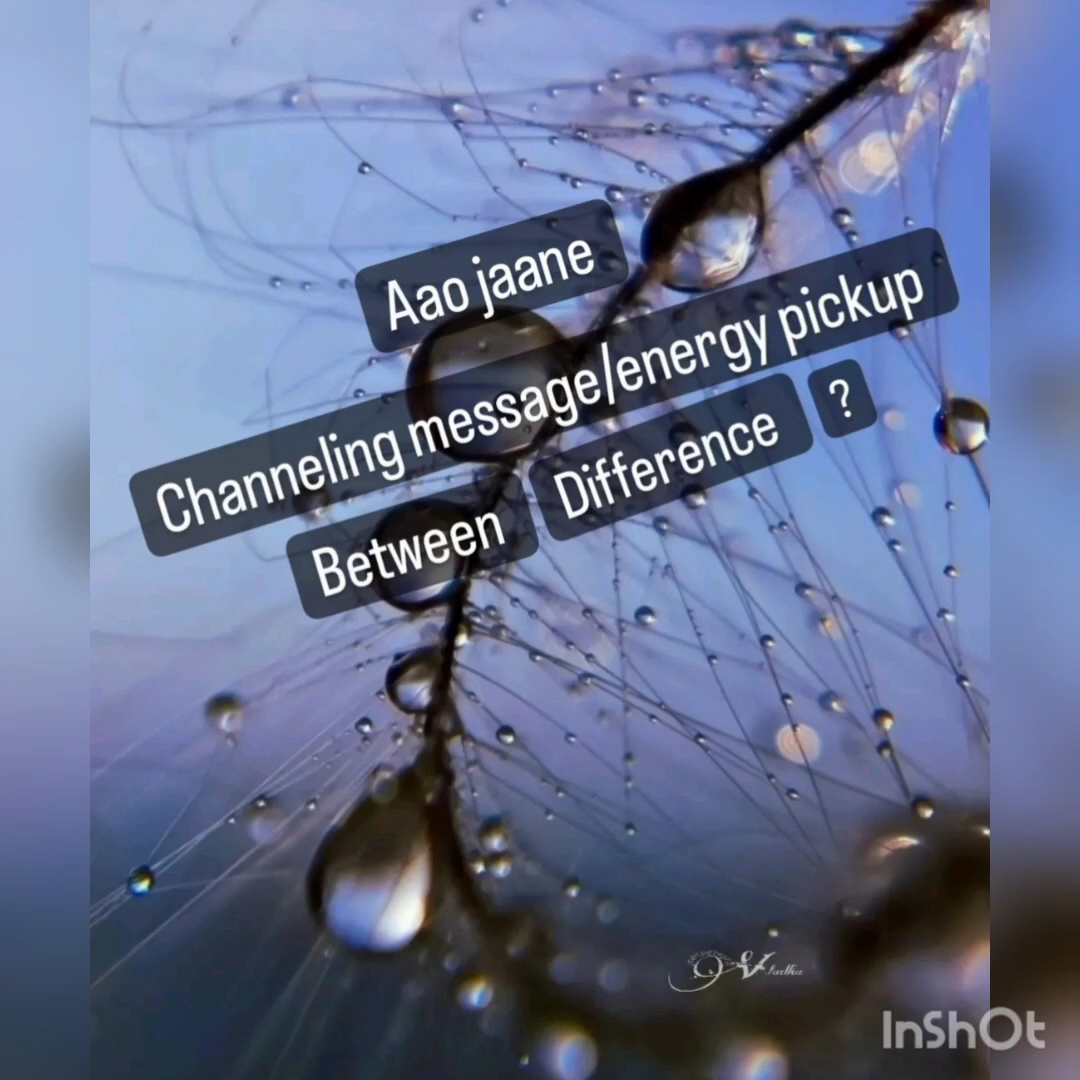 Aao jaane
Channeling message/energy pickup
Between Difference ?
InShOt